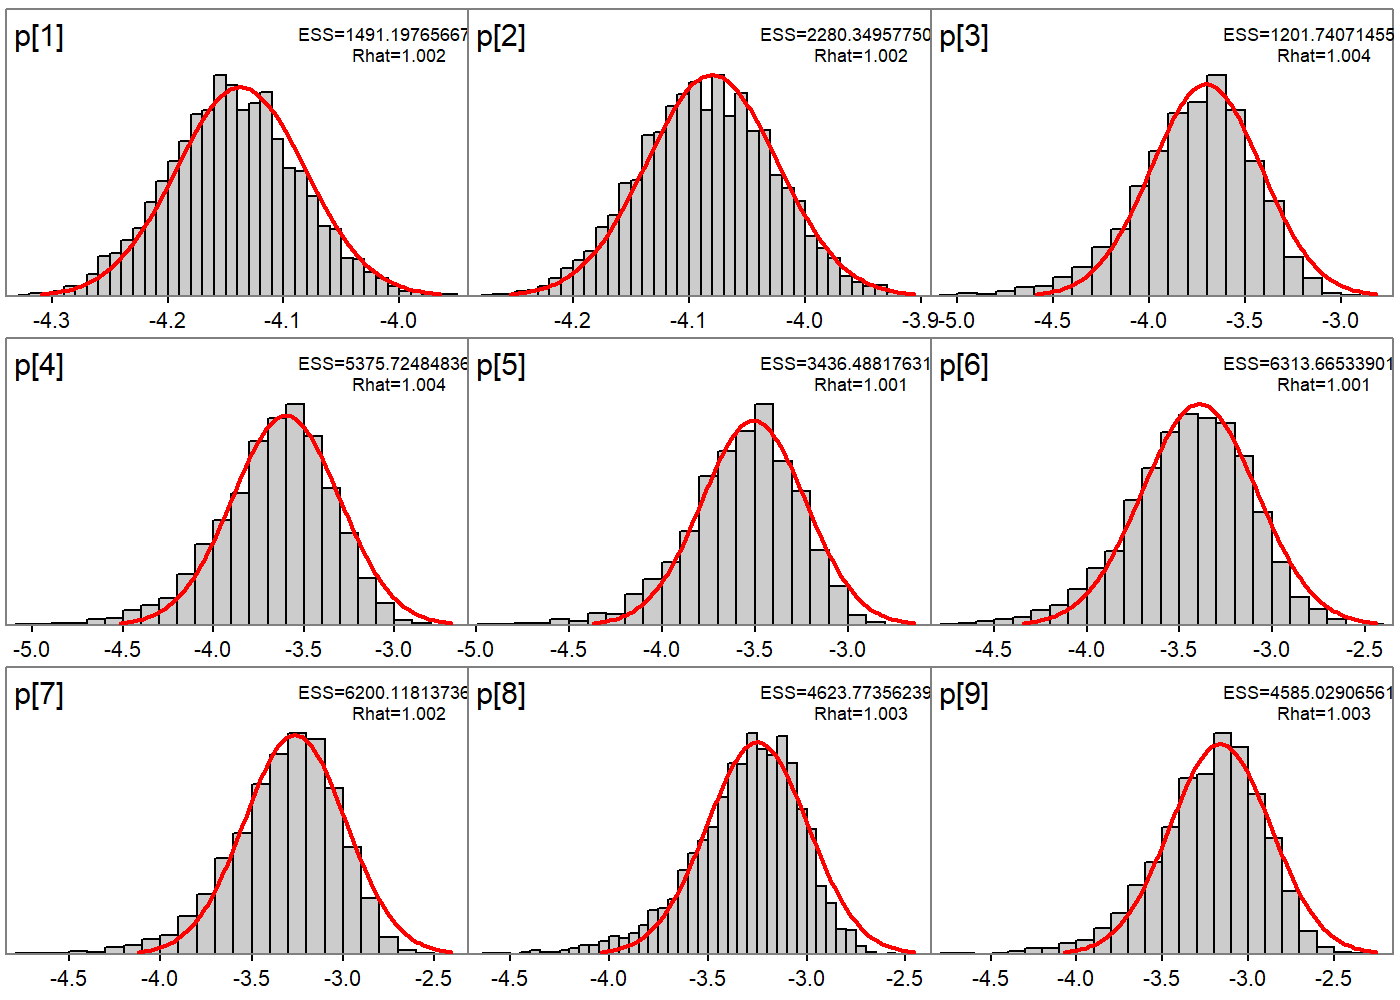 p[1] ESS=1491.19765667
Rhat=1.002
p[2] ESS=2280.34957750
Rhat=1.002
p[3] ESS=1201.74071455
Rhat=1.004
-4.3 -4.2 -4.1 -4.0
-4.2 -4.1 -4.0 -3.9
-5.0 -4.5 -4.0 -3.5 -3.0
p[4] ESS=5375.72484836
Rhat=1.004
p[5] ESS=3436.48817631
Rhat=1.001
p[6] ESS=6313.66533901
Rhat=1.001
-5.0 -4.5 -4.0 -3.5 -3.0
-5.0 -4.5 -4.0 -3.5 -3.0
-4.5 -4.0 -3.5 -3.0 -2.5
p[7] ESS=6200.11813736
Rhat=1.002
p[8] ESS=4623.77356239
Rhat=1.003
p[9] ESS=4585.02906561
Rhat=1.003
-4.5 -4.0 -3.5 -3.0 -2.5
-4.5 -4.0 -3.5 -3.0 -2.5
-4.5 -4.0 -3.5 -3.0 -2.5